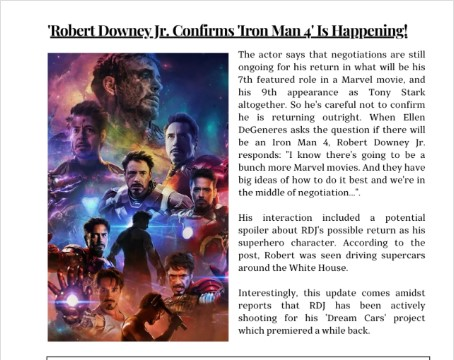 'Robert Downey Jr. Confirms 'Iron Man 4' Is Happening!
The actor says that negotiations are still
ongoing for his return in what will be his
7th featured role in a Marvel movie, and
his 9th appearance as Tony Stark
altogether. So he's careful not to confirm
he is returning outright. When Ellen
DeGeneres asks the question if there will
be an Iron Man 4, Robert Downey Jr.
responds: "I know there's going to be a
bunch more Marvel movies. And they have
big ideas of how to do it best and we're in
the middle of negotiation...".
His interaction included a potential
spoiler about RDJ's possible return as his
superhero character. According to the
post, Robert was seen driving supercars
around the White House.
Interestingly, this update comes amidst
reports that RDJ has been actively
shooting for his 'Dream Cars' project
which premiered a while back.